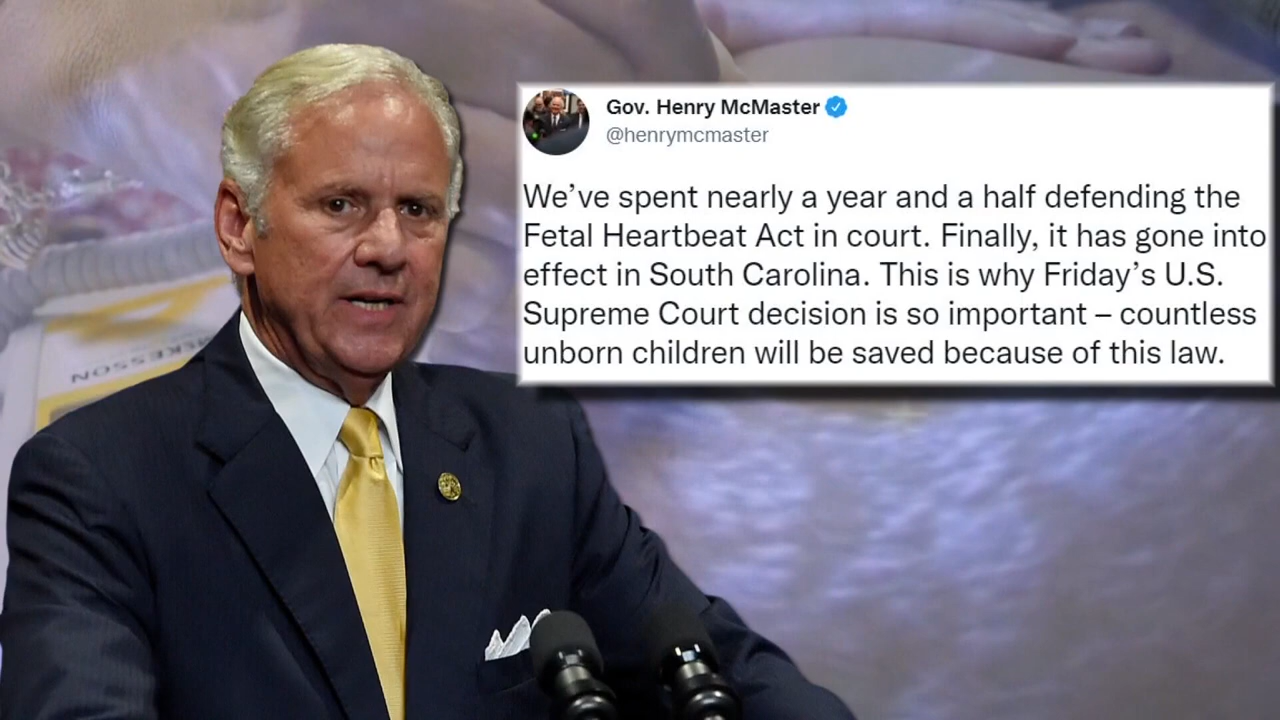 Gov. Henry McMaster
@henrymcmaster
We've spent nearly a year and a half defending the
Fetal Heartbeat Act in court. Finally, it has gone into
effect in South Carolina. This is why Friday's U.S.
Supreme Court decision is so important – countless
unborn children will be saved because of this law.
MCKESSON